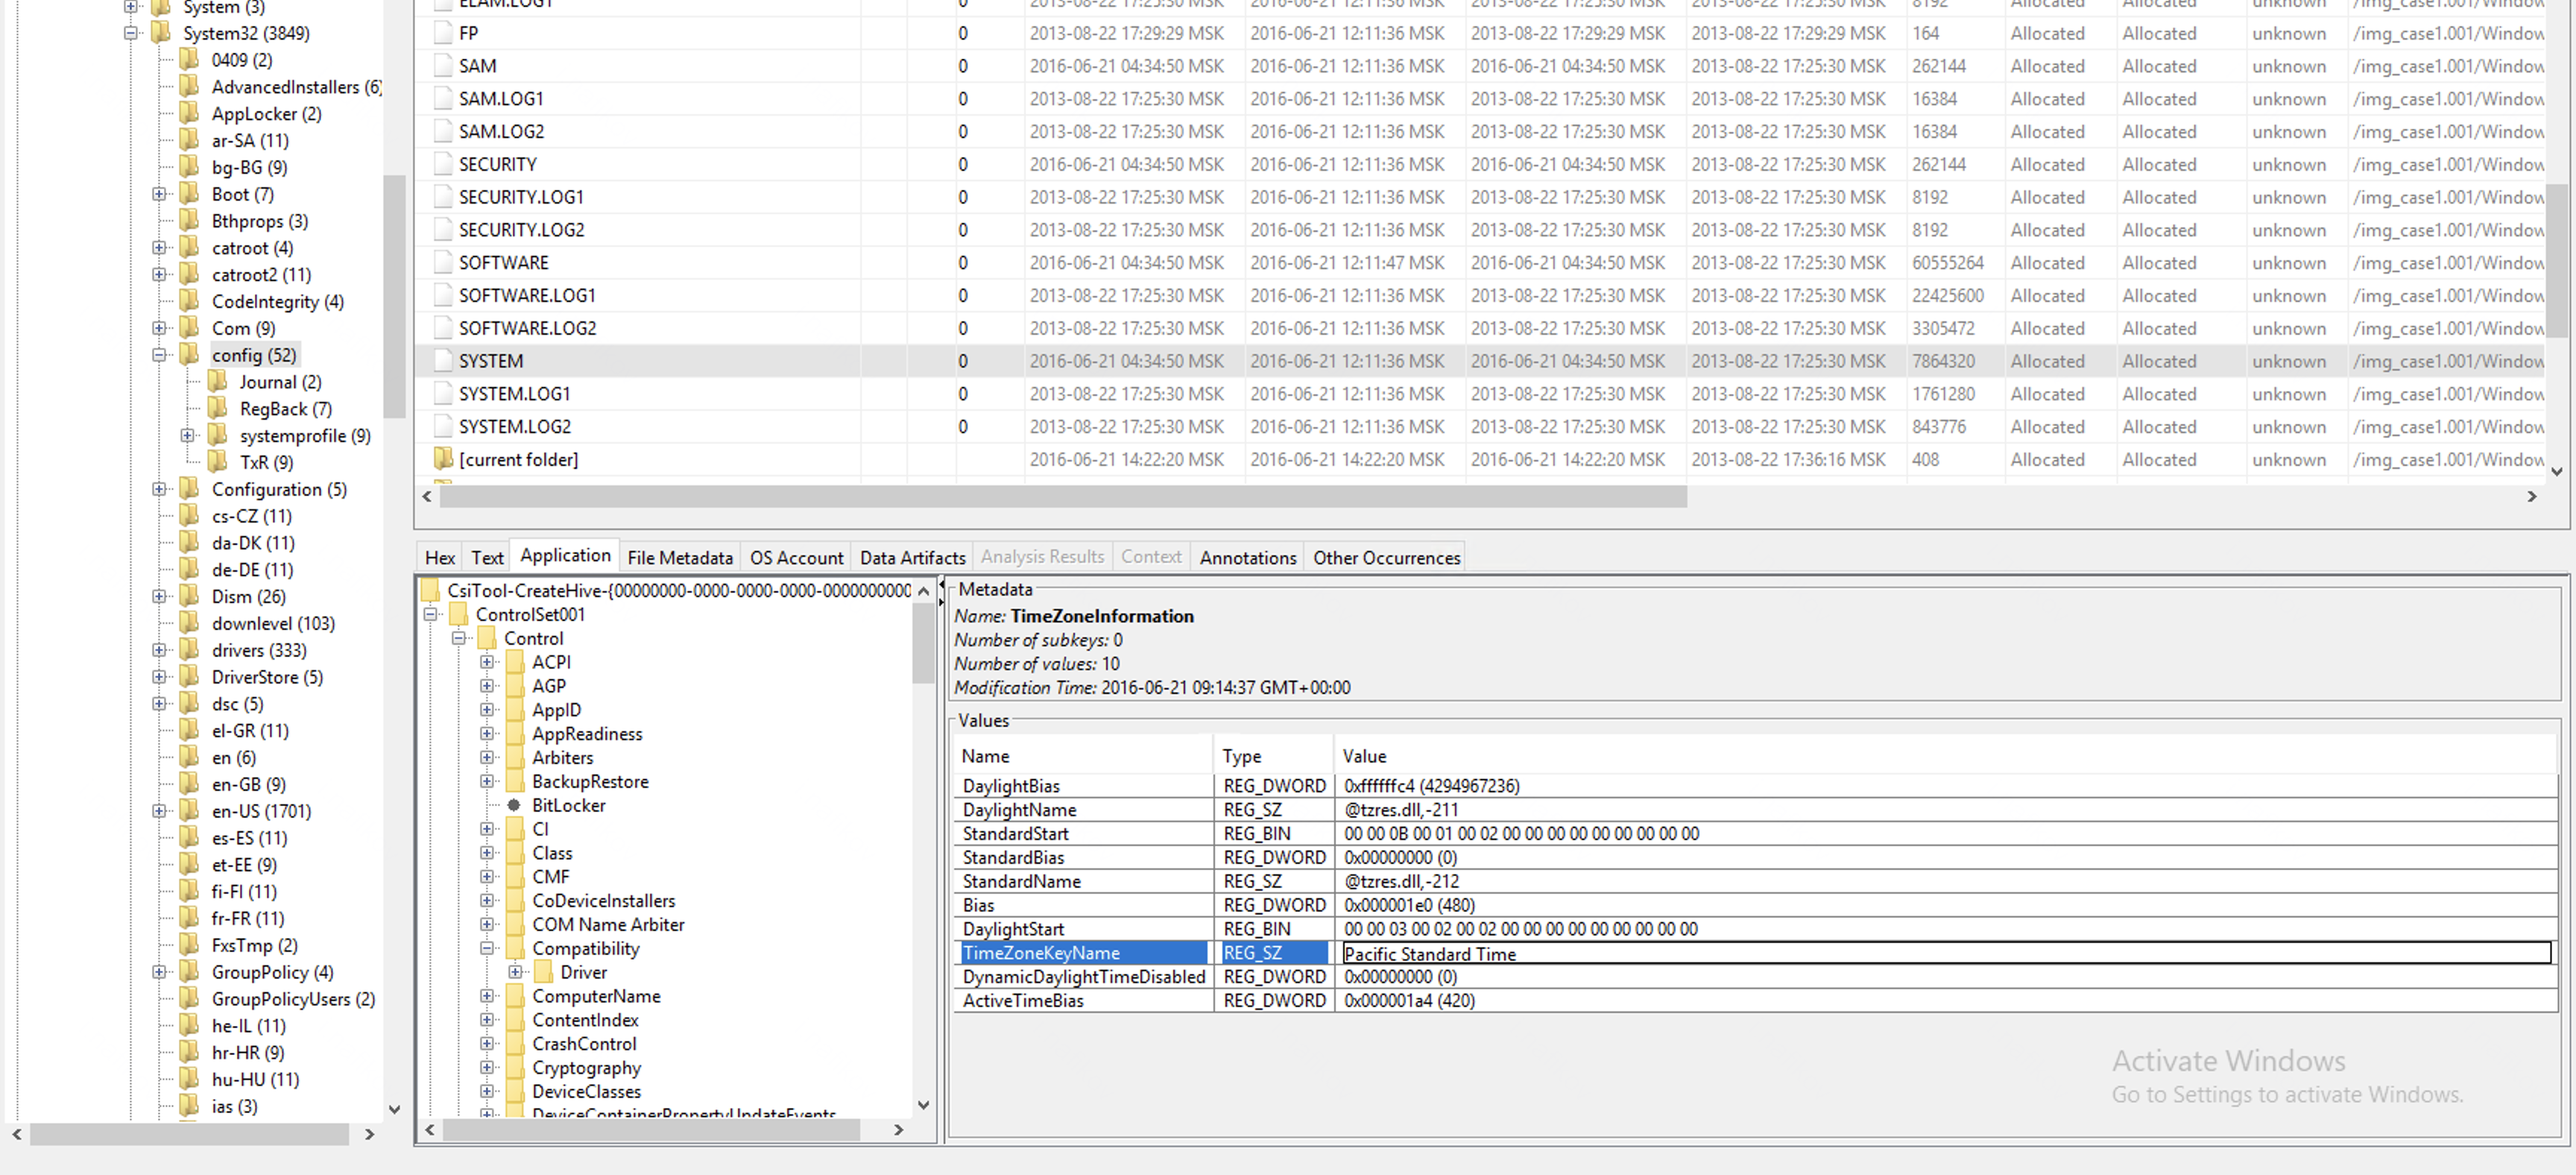 System (3)
System32 (3849)
0409 (2)
AdvancedInstallers (6)
AppLocker (2)
ar-SA (11)
bg-BG (9)
Boot (7)
Bthprops (3)
catroot (4)
catroot2 (11)
CodeIntegrity (4)
Com (9)
config (52)
Journal (2)
RegBack (7)
systemprofile (9)
TxR (9)
Configuration (5)
cs-CZ (11)
da-DK (11)
de-DE (11)
Dism (26)
downlevel (103)
drivers (333)
DriverStore (5)
dsc (5)
el-GR (11)
en (6)
en-GB (9)
en-US (1701)
es-ES (11)
et-EE (9)
fi-FI (11)
fr-FR (11)
FxsTmp (2)
GroupPolicy (4)
GroupPolicyUsers (2)
he-IL (11)
hr-HR (9)
hu-HU (11)
ias (3)
ELAM.LOG1 0 2013-08-22 17:25:30 MSK 2016-06-21 12:11:36 MSK 2013-08-22 17:25:30 MSK 2013-08-22 17:25:30 MSK 8192 Allocated Allocated unknown /img_case1.001/Window
FP 0 2013-08-22 17:29:29 MSK 2016-06-21 12:11:36 MSK 2013-08-22 17:29:29 MSK 2013-08-22 17:29:29 MSK 164 Allocated Allocated unknown /img_case1.001/Window
SAM 0 2016-06-21 04:34:50 MSK 2016-06-21 12:11:36 MSK 2016-06-21 04:34:50 MSK 2013-08-22 17:25:30 MSK 262144 Allocated Allocated unknown /img_case1.001/Window
SAM.LOG1 0 2013-08-22 17:25:30 MSK 2016-06-21 12:11:36 MSK 2013-08-22 17:25:30 MSK 2013-08-22 17:25:30 MSK 16384 Allocated Allocated unknown /img_case1.001/Window
SAM.LOG2 0 2013-08-22 17:25:30 MSK 2016-06-21 12:11:36 MSK 2013-08-22 17:25:30 MSK 2013-08-22 17:25:30 MSK 16384 Allocated Allocated unknown /img_case1.001/Window
SECURITY 0 2016-06-21 04:34:50 MSK 2016-06-21 12:11:36 MSK 2016-06-21 04:34:50 MSK 2013-08-22 17:25:30 MSK 262144 Allocated Allocated unknown /img_case1.001/Window
SECURITY.LOG1 0 2013-08-22 17:25:30 MSK 2016-06-21 12:11:36 MSK 2013-08-22 17:25:30 MSK 2013-08-22 17:25:30 MSK 8192 Allocated Allocated unknown /img_case1.001/Window
SECURITY.LOG2 0 2013-08-22 17:25:30 MSK 2016-06-21 12:11:36 MSK 2013-08-22 17:25:30 MSK 2013-08-22 17:25:30 MSK 8192 Allocated Allocated unknown /img_case1.001/Window
SOFTWARE 0 2016-06-21 04:34:50 MSK 2016-06-21 12:11:47 MSK 2016-06-21 04:34:50 MSK 2013-08-22 17:25:30 MSK 60555264 Allocated Allocated unknown /img_case1.001/Window
SOFTWARE.LOG1 0 2013-08-22 17:25:30 MSK 2016-06-21 12:11:36 MSK 2013-08-22 17:25:30 MSK 2013-08-22 17:25:30 MSK 22425600 Allocated Allocated unknown /img_case1.001/Window
SOFTWARE.LOG2 0 2013-08-22 17:25:30 MSK 2016-06-21 12:11:36 MSK 2013-08-22 17:25:30 MSK 2013-08-22 17:25:30 MSK 3305472 Allocated Allocated unknown /img_case1.001/Window
SYSTEM 0 2016-06-21 04:34:50 MSK 2016-06-21 12:11:36 MSK 2016-06-21 04:34:50 MSK 2013-08-22 17:25:30 MSK 7864320 Allocated Allocated unknown /img_case1.001/Window
SYSTEM.LOG1 0 2013-08-22 17:25:30 MSK 2016-06-21 12:11:36 MSK 2013-08-22 17:25:30 MSK 2013-08-22 17:25:30 MSK 1761280 Allocated Allocated unknown /img_case1.001/Window
SYSTEM.LOG2 0 2013-08-22 17:25:30 MSK 2016-06-21 12:11:36 MSK 2013-08-22 17:25:30 MSK 2013-08-22 17:25:30 MSK 843776 Allocated Allocated unknown /img_case1.001/Window
[current folder] 2016-06-21 14:22:20 MSK 2016-06-21 14:22:20 MSK 2016-06-21 14:22:20 MSK 2013-08-22 17:36:16 MSK 408 Allocated Allocated unknown /img_case1.001/Window
Hex Text Application File Metadata OS Account Data Artifacts Analysis Results Context Annotations Other Occurrences
CsiTool-CreateHive-{00000000-0000-0000-0000-0000000000
ControlSet001
Control
ACPI
AGP
AppID
AppReadiness
Arbiters
BackupRestore
BitLocker
CI
Class
CMF
CoDeviceInstallers
COM Name Arbiter
Compatibility
Driver
ComputerName
ContentIndex
CrashControl
Cryptography
DeviceClasses
DeviceContainerPropertyUpdateEvents
Metadata
Name: TimeZoneInformation
Number of subkeys: 0
Number of values: 10
Modification Time: 2016-06-21 09:14:37 GMT+00:00
Values
Name Type Value
DaylightBias REG_DWORD 0xffffffc4 (4294967236)
DaylightName REG_SZ @tzres.dll,-211
StandardStart REG_BIN 00 00 0B 00 01 00 02 00 00 00 00 00 00 00 00 00
StandardBias REG_DWORD 0x00000000 (0)
StandardName REG_SZ @tzres.dll,-212
Bias REG_DWORD 0x000001e0 (480)
DaylightStart REG_BIN 00 00 03 00 02 00 02 00 00 00 00 00 00 00 00 00
TimeZoneKeyName REG_SZ Pacific Standard Time
DynamicDaylightTimeDisabled REG_DWORD 0x00000000 (0)
ActiveTimeBias REG_DWORD 0x000001a4 (420)
Activate Windows
Go to Settings to activate Windows.